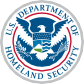 U.S. DEPARTMENT OF
HOMELAND SECURITY